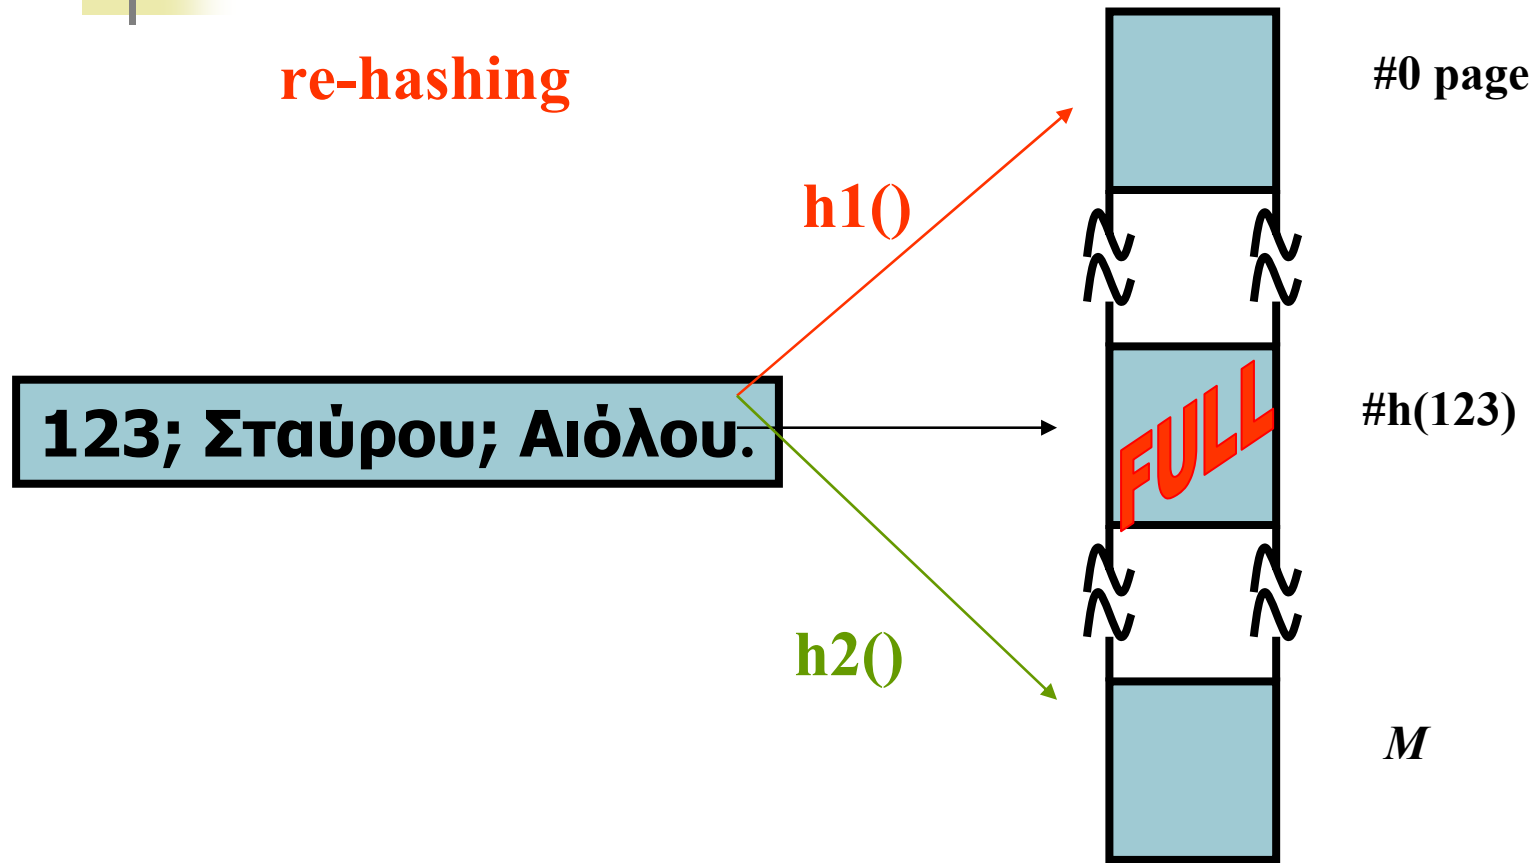 re-hashing
#0 page
h1()
123; Σταύρου; Αιόλου.
FULL
#h(123)
h2()
M